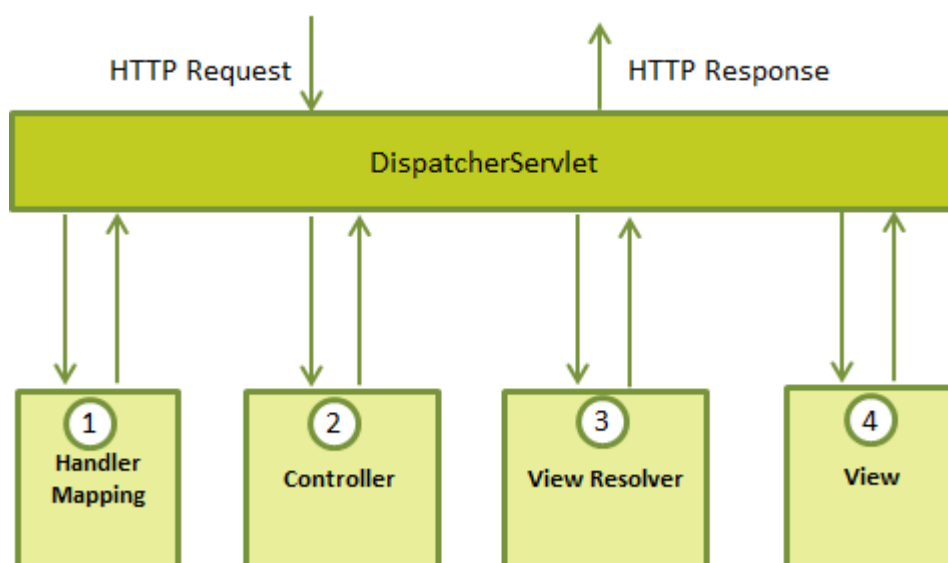 HTTP Request
HTTP Response
DispatcherServlet
1
Handler
Mapping
2
Controller
3
View Resolver
4
View